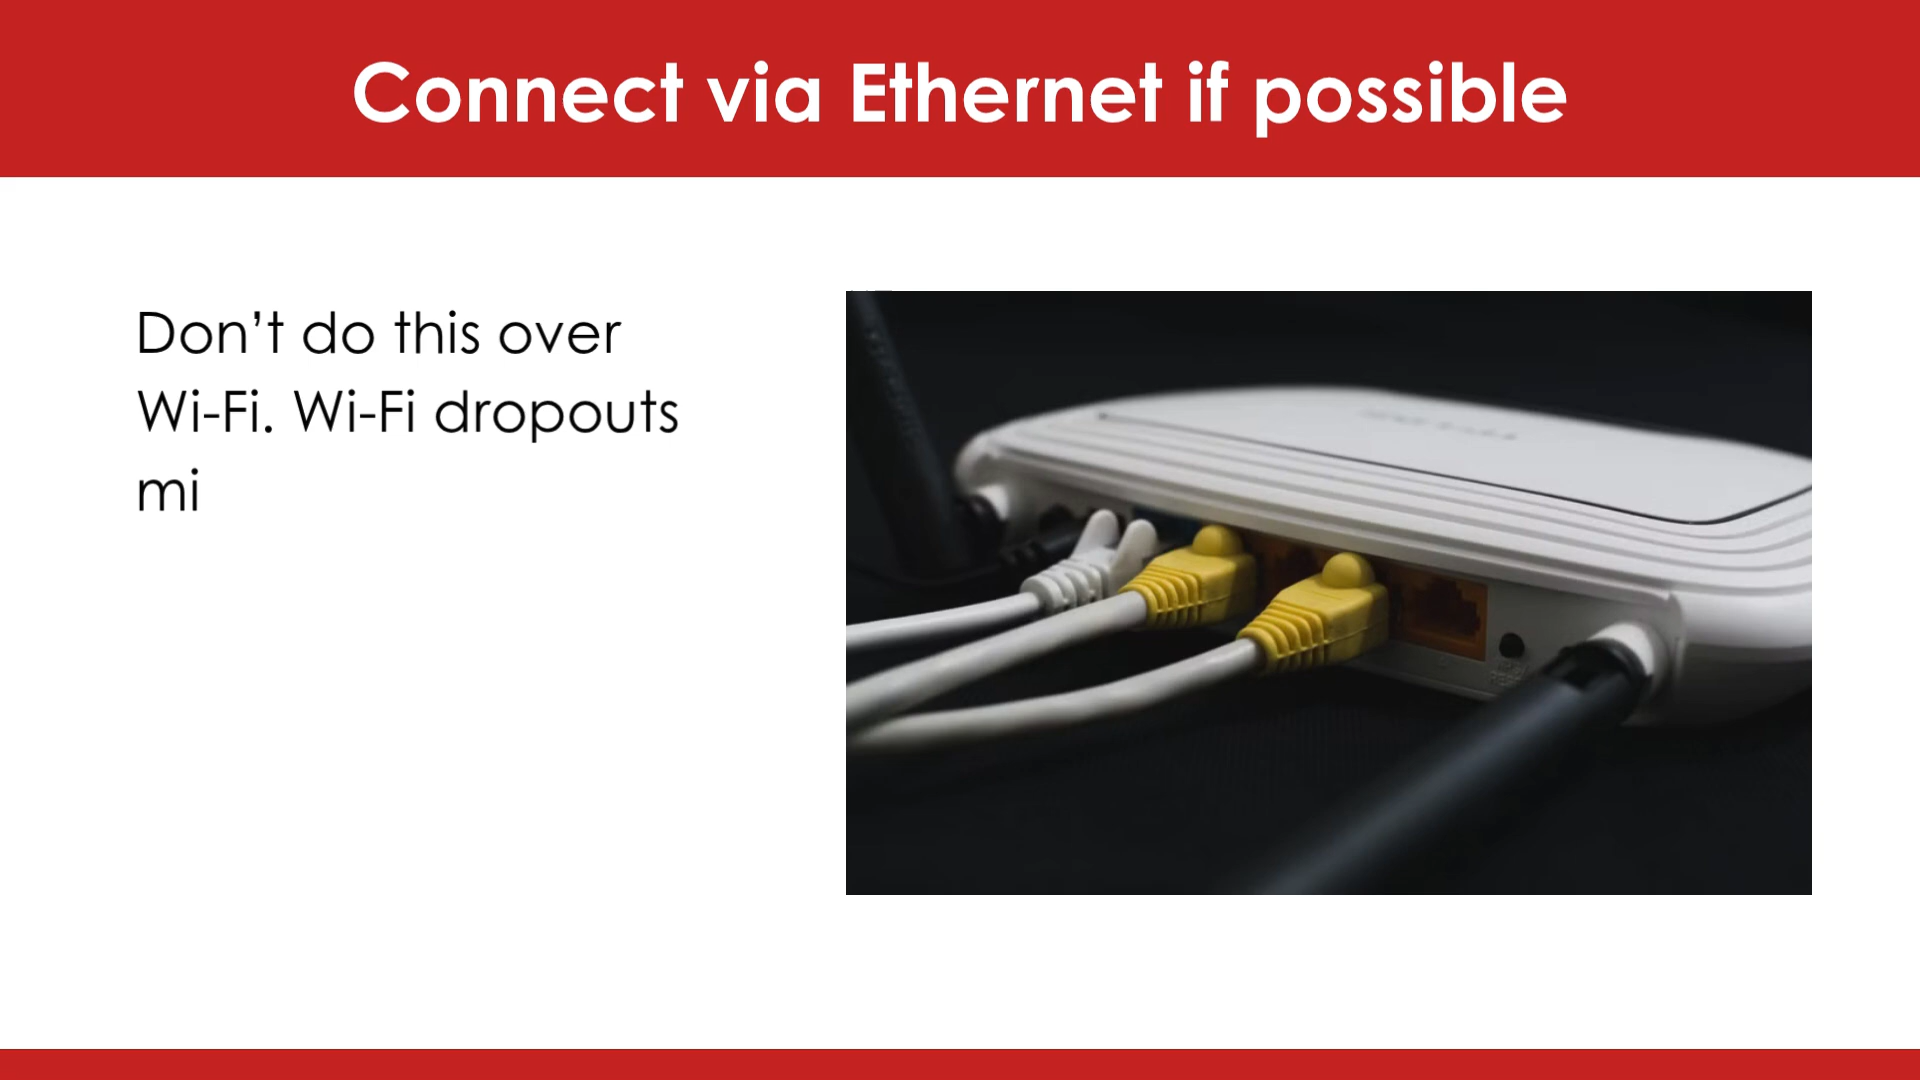 Connect via Ethernet if possible
Don’t do this over
Wi-Fi. Wi-Fi dropouts
mi